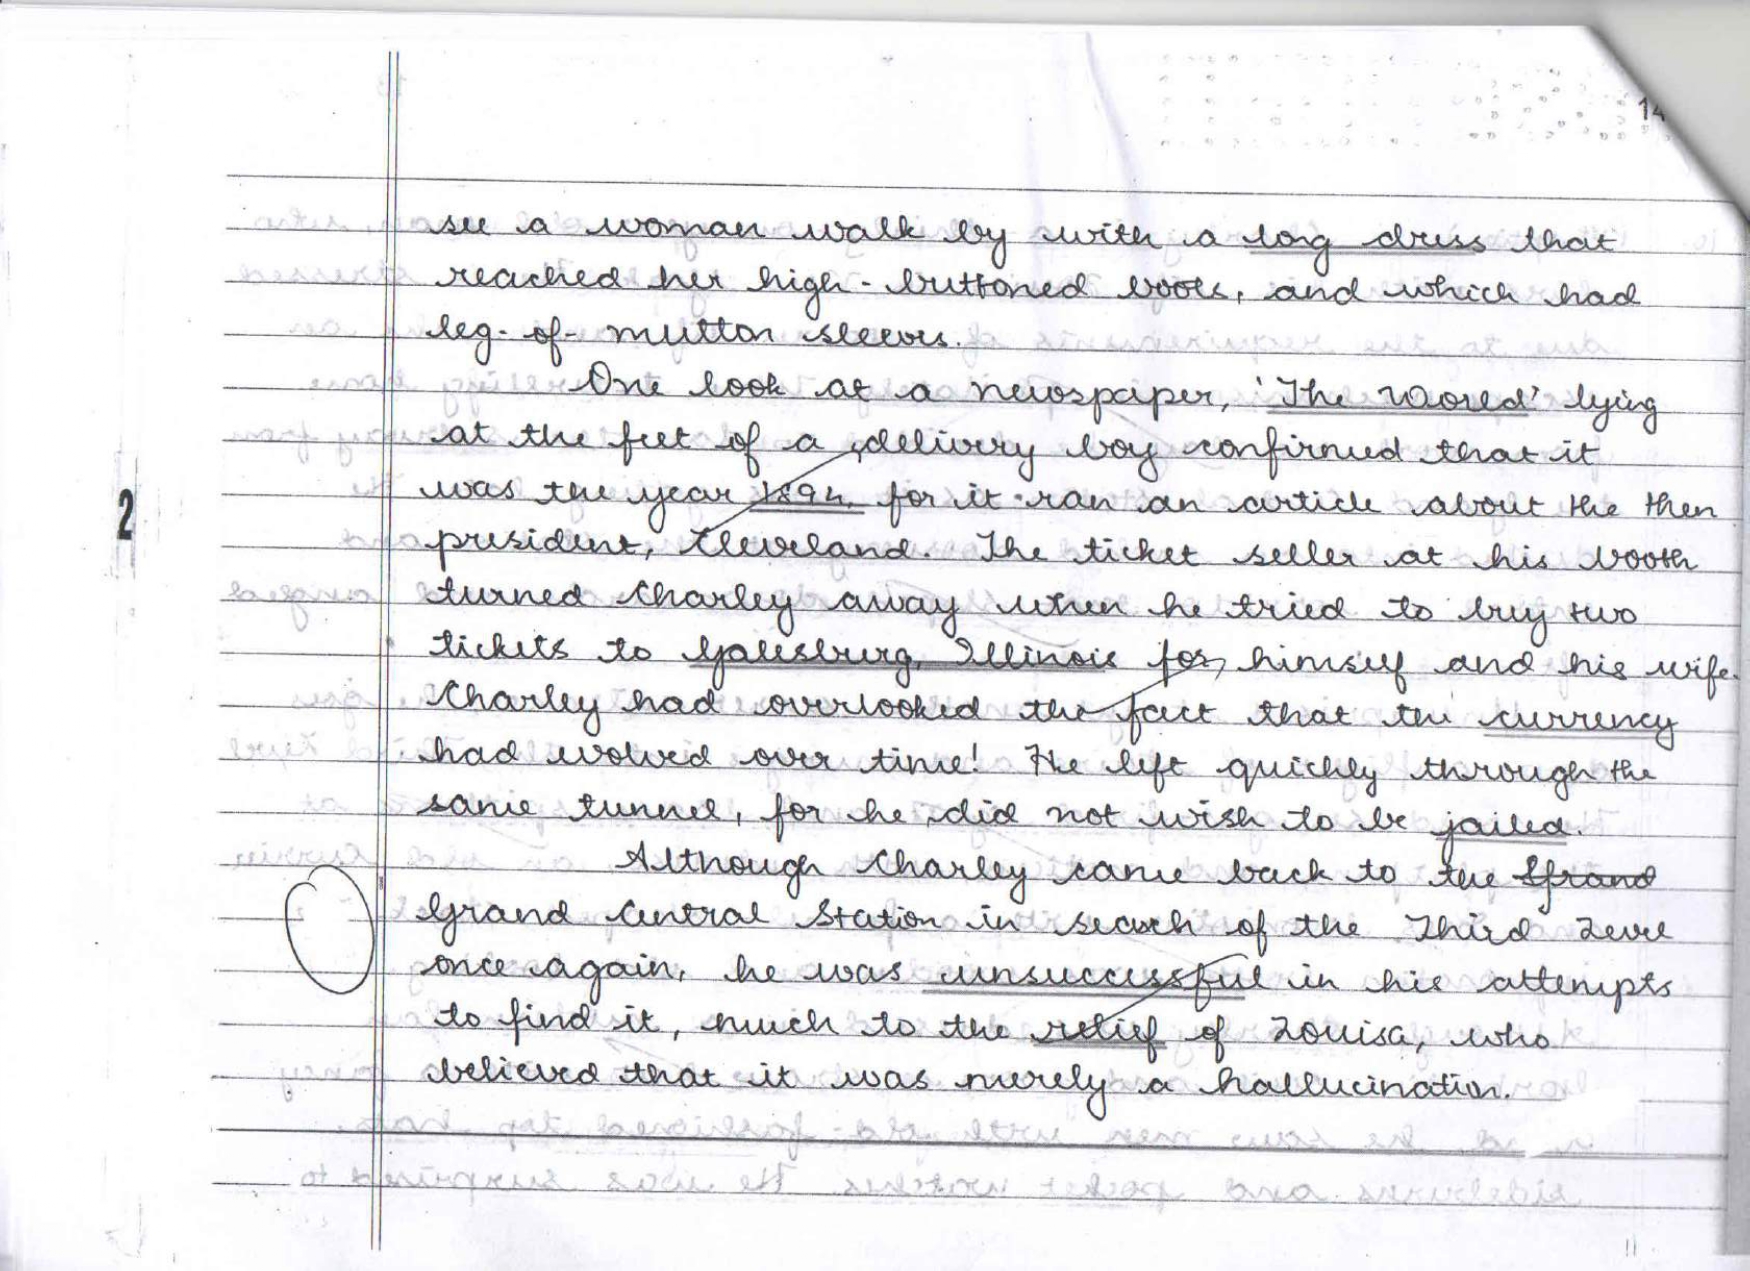 14
see a woman walk by with a long dress that
reached her high-buttoned boots, and which had
leg-of-mutton sleeves.
One look at a newspaper, 'The World' lying
at the feet of a delivery boy confirmed that it
was the year 1894, for it ran an article about the then
president, Cleveland. The ticket seller at his booth
turned Charley away when he tried to buy two
tickets to Galesburg, Illinois for himself and his wife.
Charley had overlooked the fact that the currency
had evolved over time! He left quickly through the
same tunnel, for he did not wish to be jailed.
Although Charley came back to the Grand
Grand Central Station in search of the Third Level
once again, he was unsuccessful in his attempts
to find it, much to the relief of Louisa, who
believed that it was merely a hallucination.
2